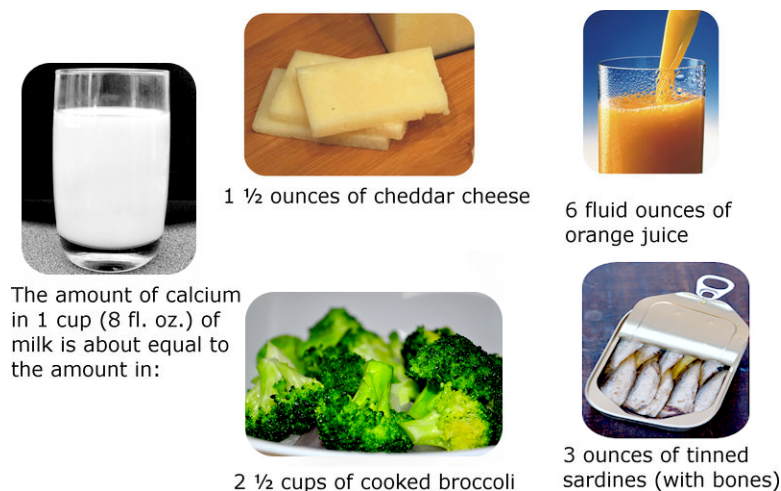 The amount of calcium
in 1 cup (8 fl. oz.) of
milk is about equal to
the amount in:
1 ½ ounces of cheddar cheese
6 fluid ounces of
orange juice
2 ½ cups of cooked broccoli
3 ounces of tinned
sardines (with bones)